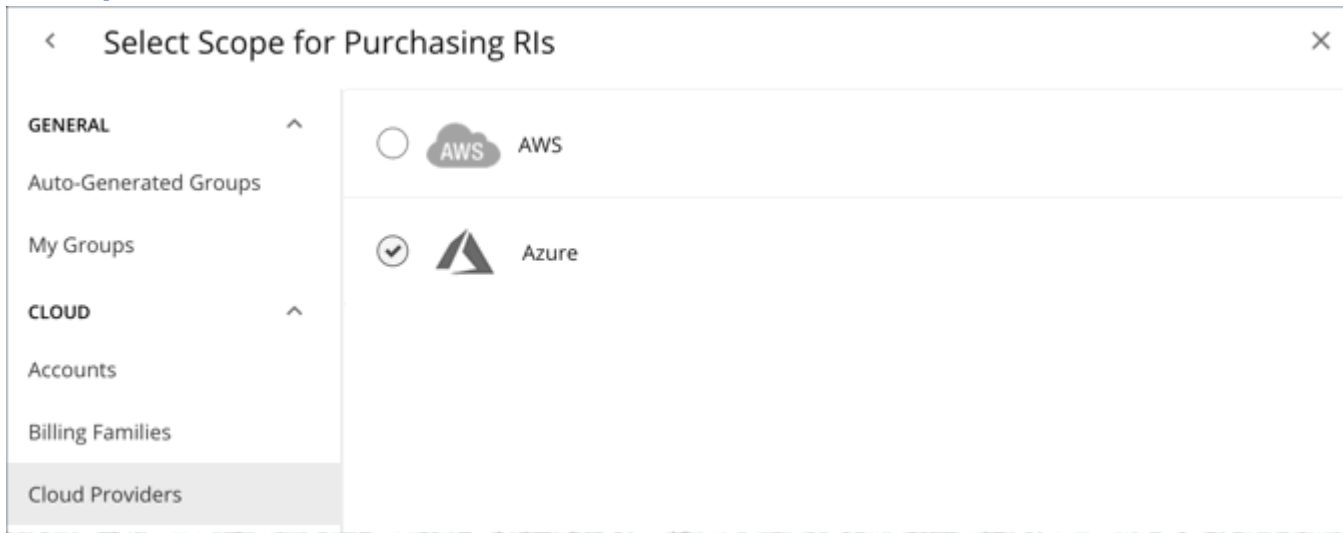 Select Scope for Purchasing RIs
GENERAL
Auto-Generated Groups
My Groups
CLOUD
Accounts
Billing Families
Cloud Providers
AWS AWS
Azure